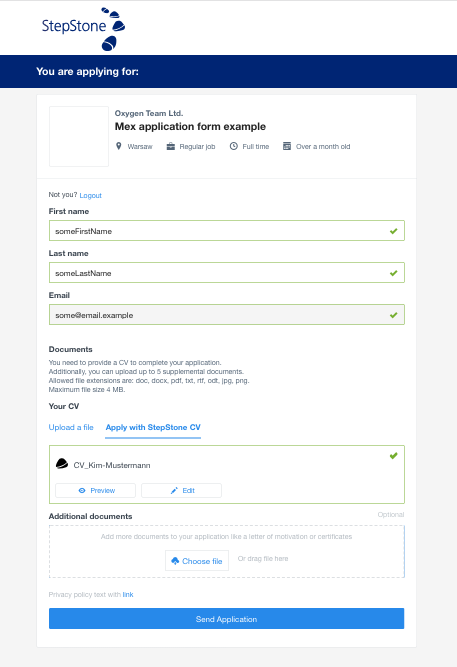 StepStone
You are applying for:
Oxygen Team Ltd.
Mex application form example
Warsaw Regular job Full time Over a month old
Not you? Logout
First name
someFirstName
Last name
someLastName
Email
some@email.example
Documents
You need to provide a CV to complete your application.
Additionally, you can upload up to 5 supplemental documents.
Allowed file extensions are: doc, docx, pdf, txt, rtf, odt, jpg, png.
Maximum file size 4 MB.
Your CV
Upload a file Apply with StepStone CV
CV_Kim-Mustermann
Preview Edit
Additional documents Optional
Add more documents to your application like a letter of motivation or certificates
Choose file Or drag file here
Privacy policy text with link
Send Application